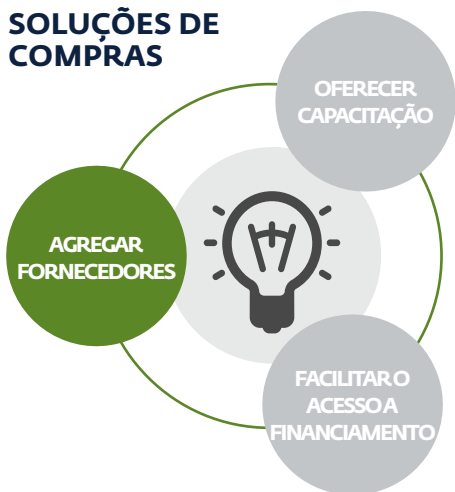 SOLUÇÕES DE
COMPRAS
OFERECER
CAPACITAÇÃO
AGREGAR
FORNECEDORES
FACILITAR O
ACESSO A
FINANCIAMENTO